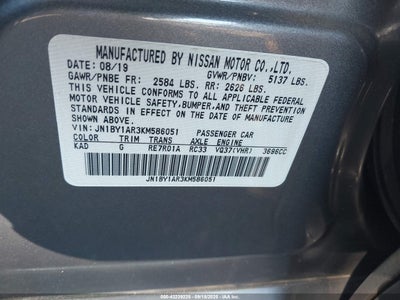 MANUFACTURED BY NISSAN MOTOR CO.,LTD.
DATE: 08/19 GVWR/PNBV: 5137 LBS.
GAWR/PNBE FR: 2584 LBS. RR: 2626 LBS.
THIS VEHICLE CONFORMS TO ALL APPLICABLE FEDERAL
MOTOR VEHICLE SAFETY, BUMPER, AND THEFT PREVENTION
STANDARDS IN EFFECT ON THE DATE OF MANUFACTURE
SHOWN ABOVE.
VIN: JN1BY1AR3KM586051 PASSENGER CAR
COLOR TRIM TRANS AXLE ENGINE
KAD G RE7R01A RC33 VQ37(VHR) 3696CC
JN1BY1AR3KM586051